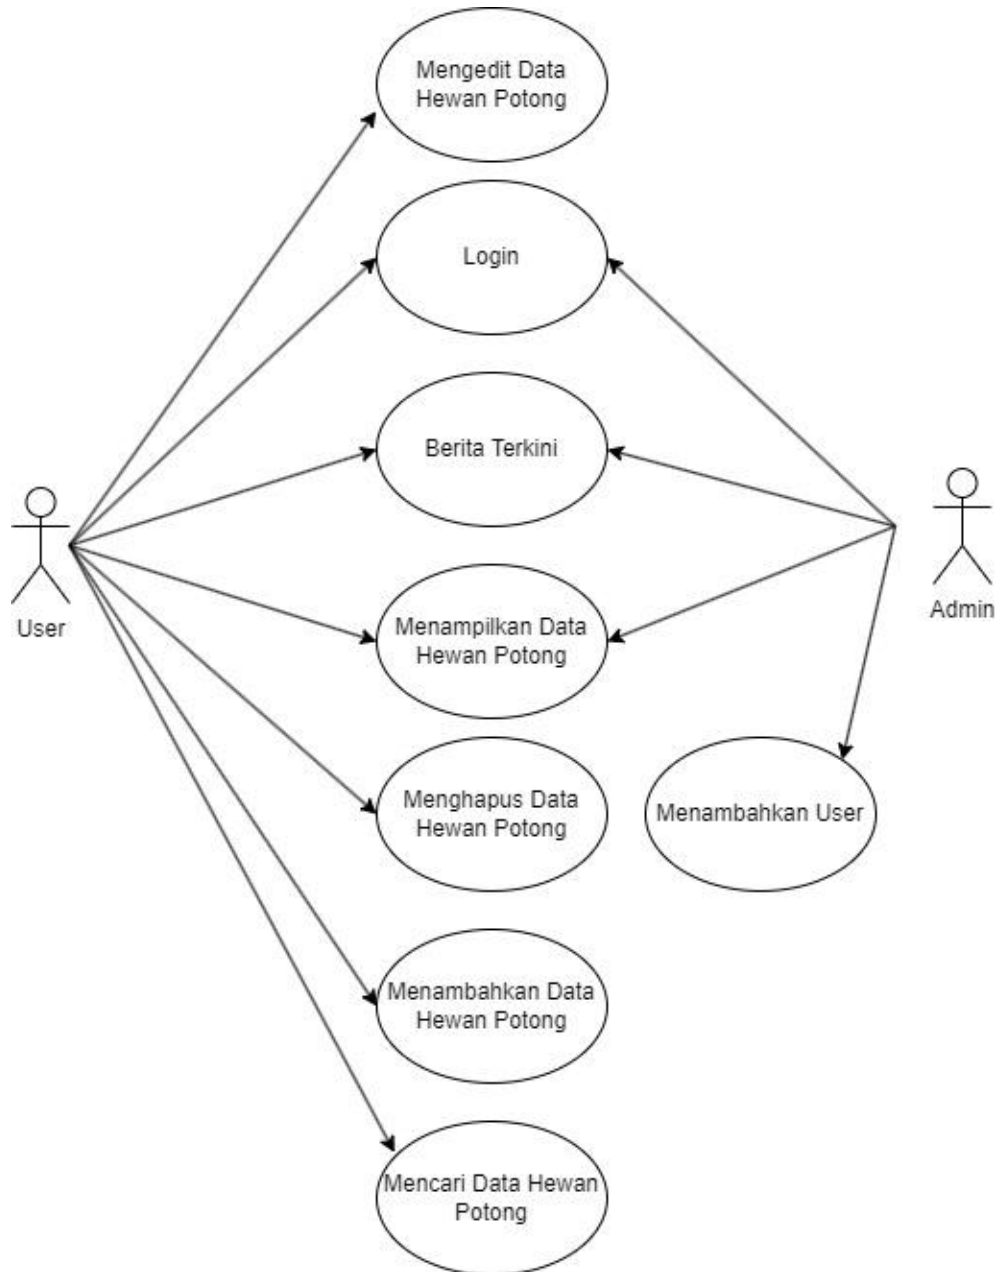 Mengedit Data
Hewan Potong
Login
Berita Terkini
User
Admin
Menampilkan Data
Hewan Potong
Menghapus Data
Hewan Potong
Menambahkan User
Menambahkan Data
Hewan Potong
Mencari Data Hewan
Potong